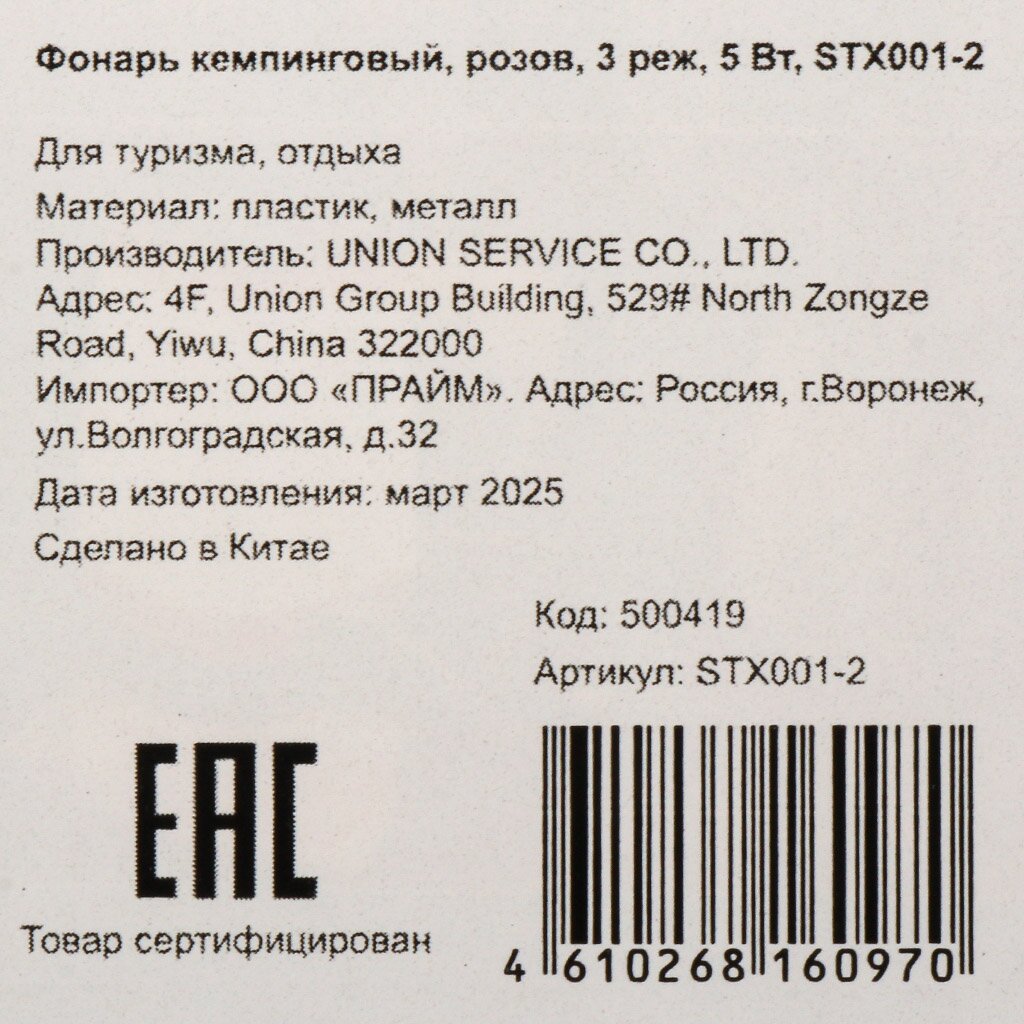 Фонарь кемпинговый, розов, 3 реж, 5 Вт, STX001-2
Для туризма, отдыха
Материал: пластик, металл
Производитель: UNION SERVICE CO., LTD.
Адрес: 4F, Union Group Building, 529# North Zongze
Road, Yiwu, China 322000
Импортер: ООО «ПРАЙМ». Адрес: Россия, г.Воронеж,
ул.Волгоградская, д.32
Дата изготовления: март 2025
Сделано в Китае
Код: 500419
Артикул: STX001-2
EAC
Товар сертифицирован
4 610268 160970